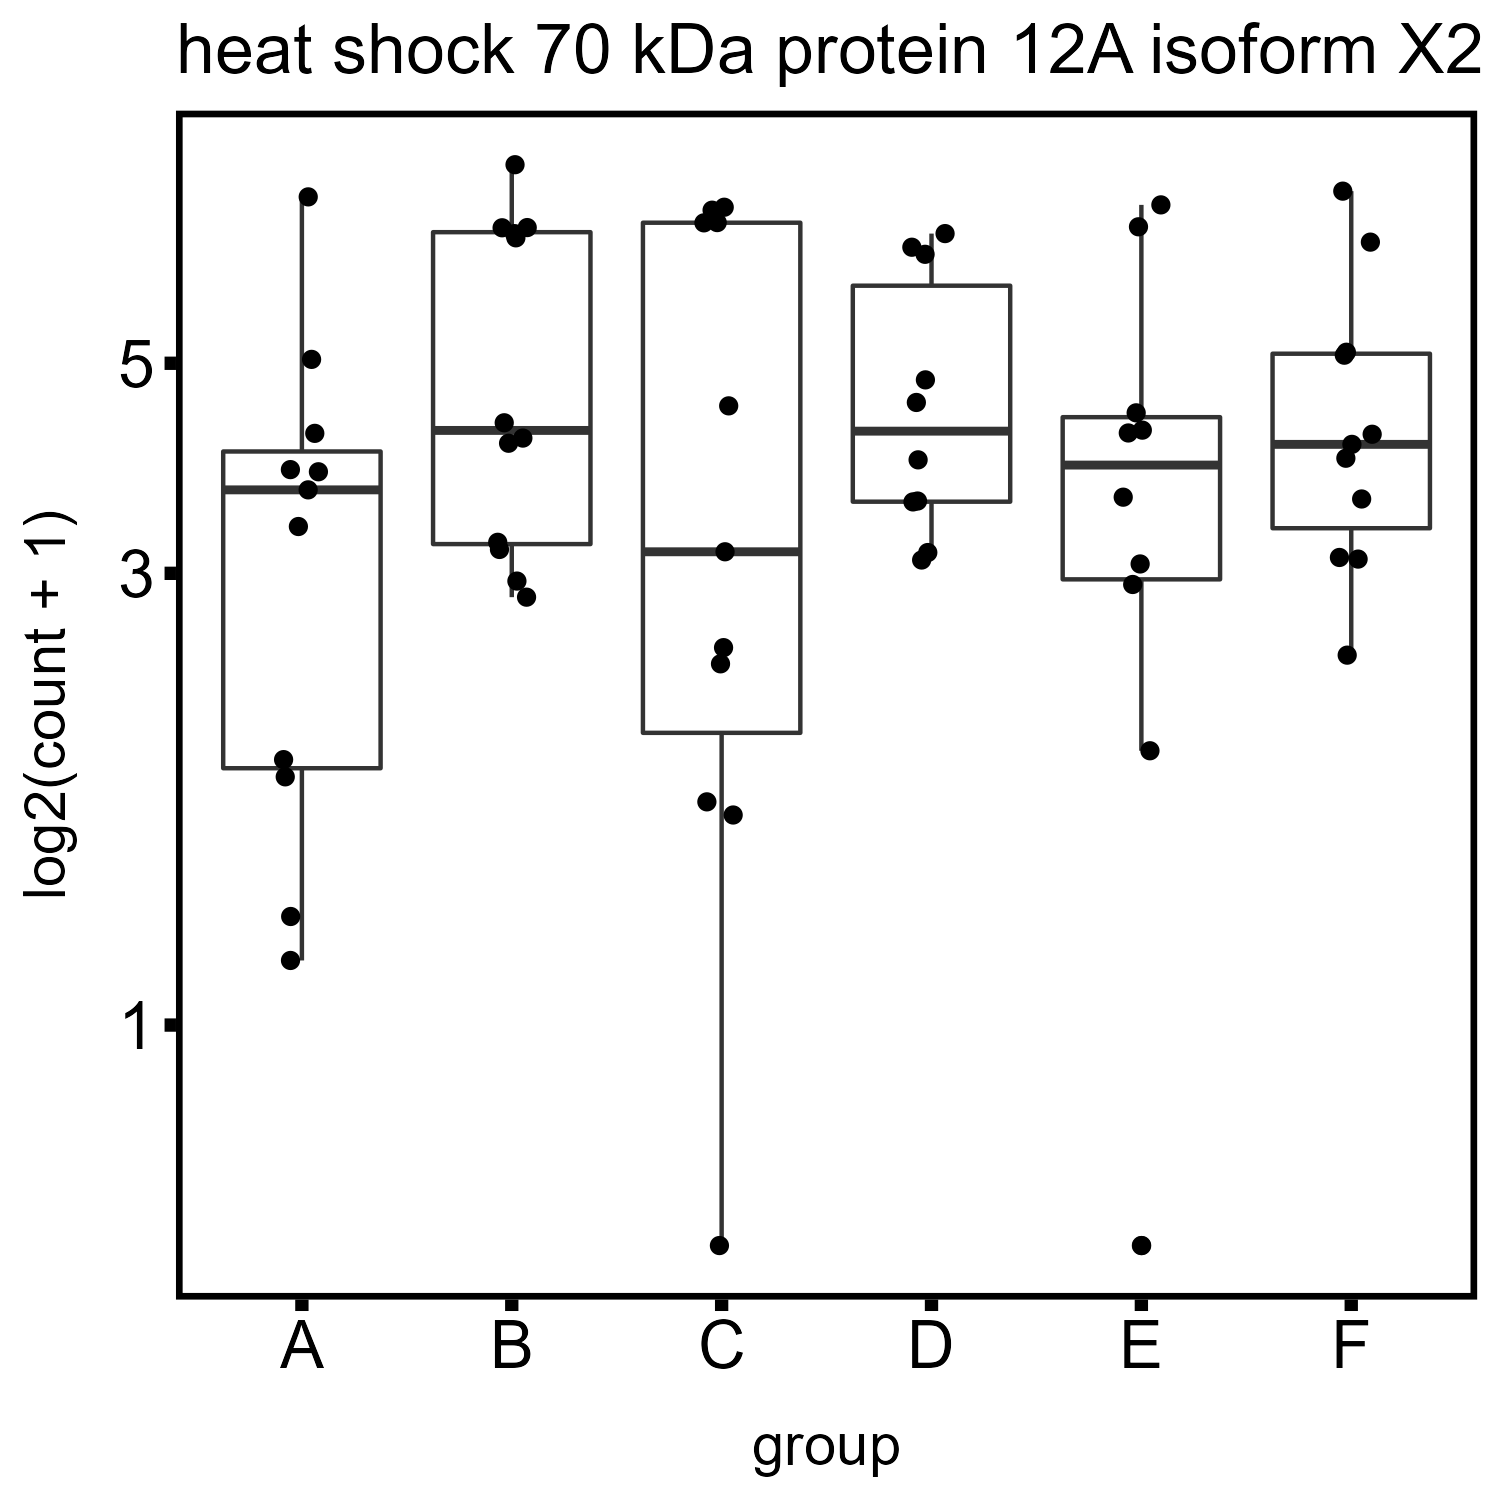 heat shock 70 kDa protein 12A isoform X2
log2(count + 1)
5
3
1
A B C D E F
group